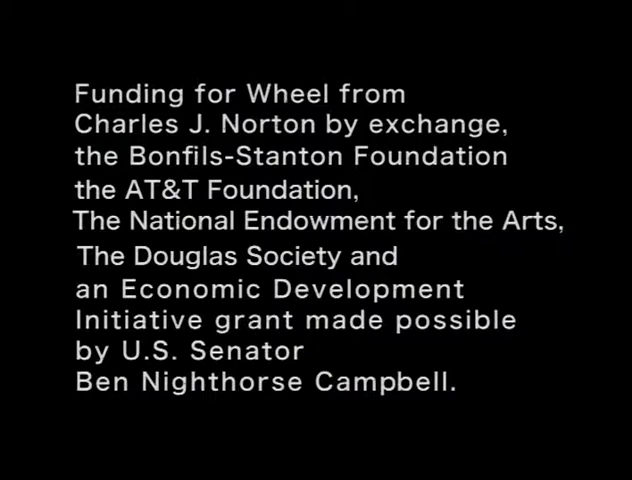 Funding for Wheel from
Charles J. Norton by exchange,
the Bonfils-Stanton Foundation
the AT&T Foundation,
The National Endowment for the Arts,
The Douglas Society and
an Economic Development
Initiative grant made possible
by U.S. Senator
Ben Nighthorse Campbell.